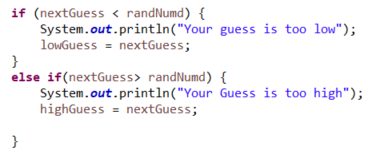 if (nextGuess < randNumd) {
    System.out.println("Your guess is too low");
    lowGuess = nextGuess;
}
else if(nextGuess> randNumd) {
    System.out.println("Your Guess is too high");
    highGuess = nextGuess;
}